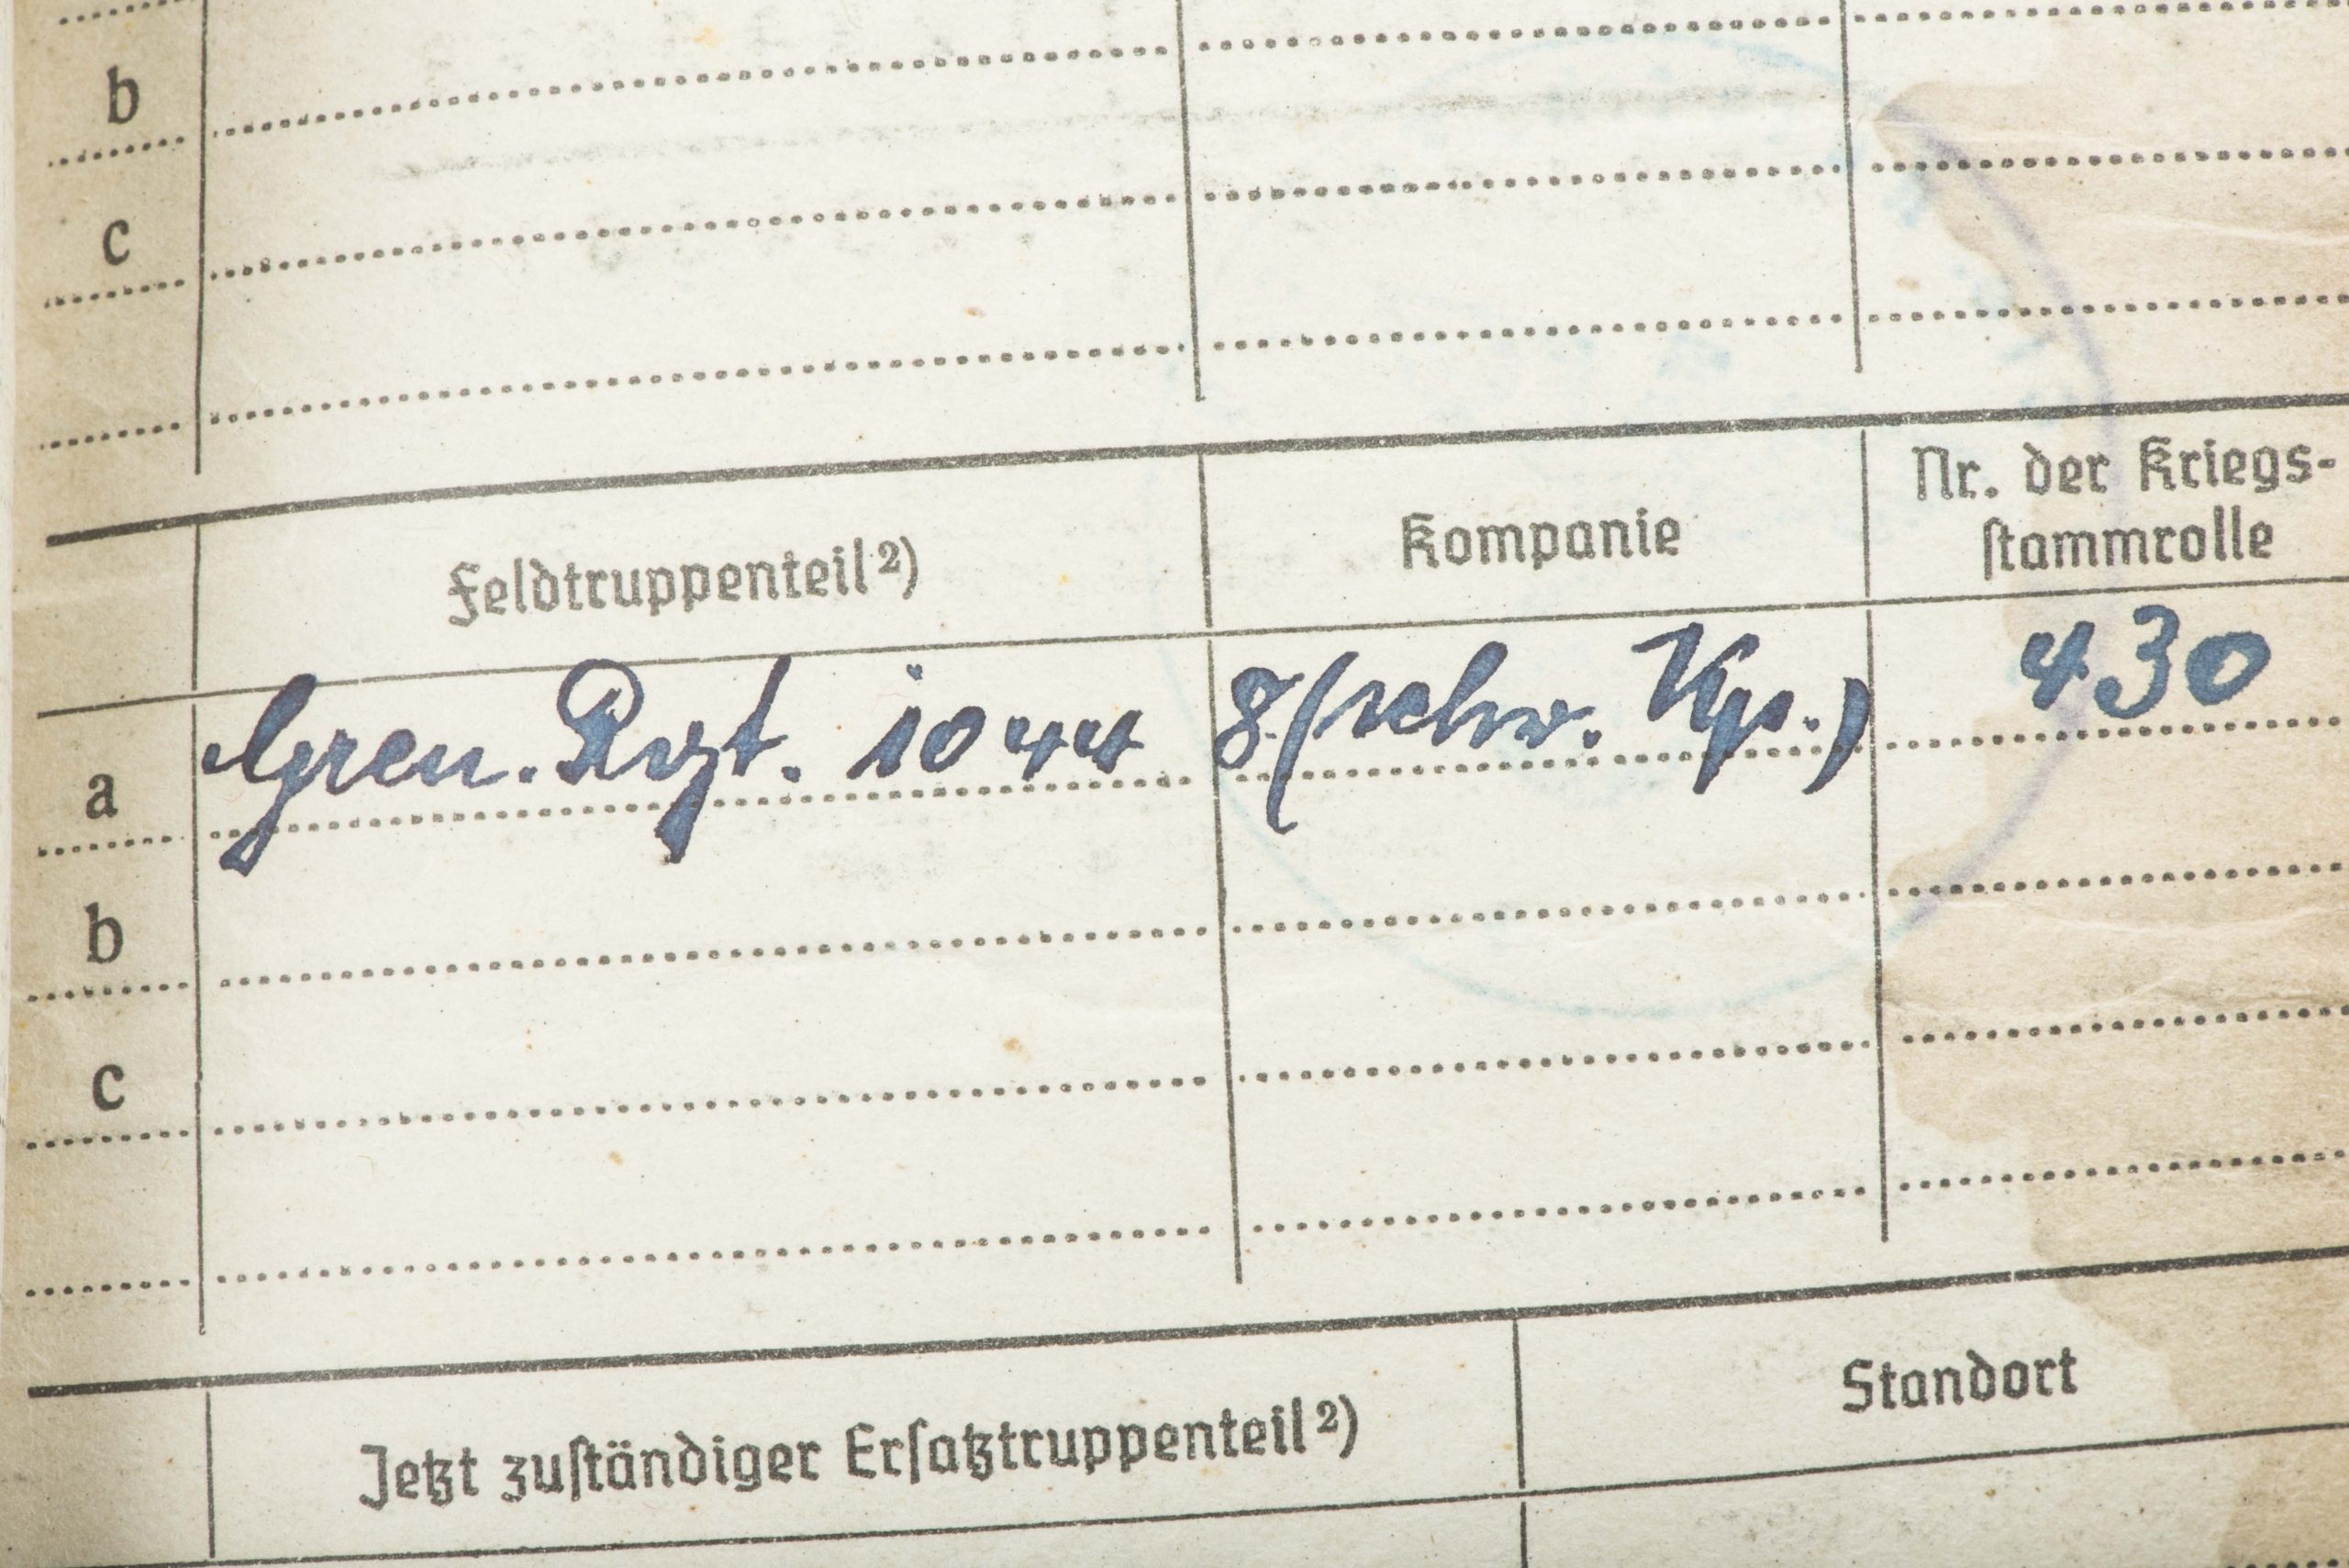 b
c
Feldtruppenteil²) Kompanie Nr. der Kriegs-
stammrolle
a Gren. Rgt. 1044 8(schw. Kp.) 430
b
c
Jetzt zuständiger Ersatztruppenteil²) Standort